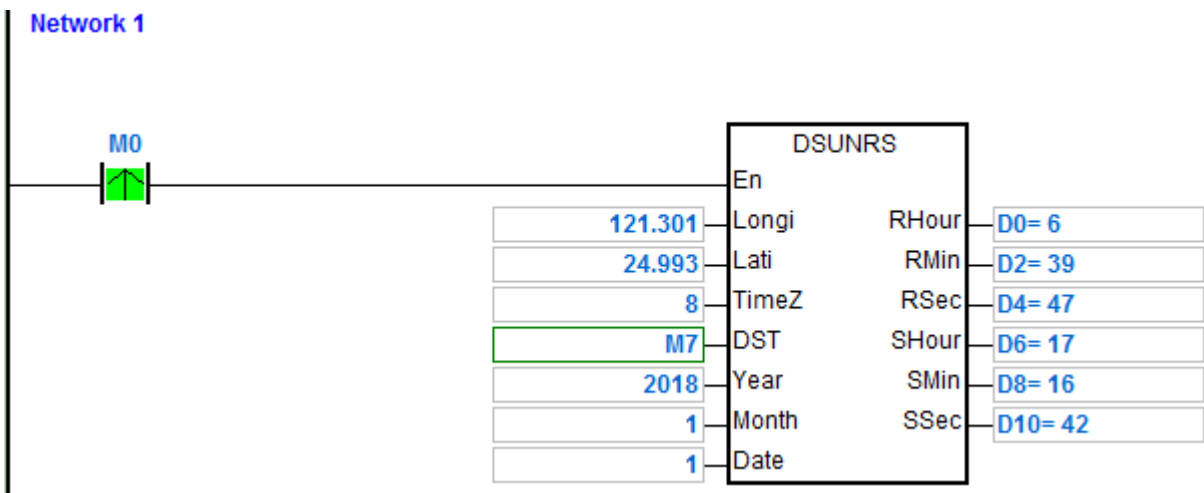 Network 1
M0
DSUNRS
En
121.301 Longi RHour D0= 6
24.993 Lati RMin D2= 39
8 TimeZ RSec D4= 47
M7 DST SHour D6= 17
2018 Year SMin D8= 16
1 Month SSec D10= 42
1 Date